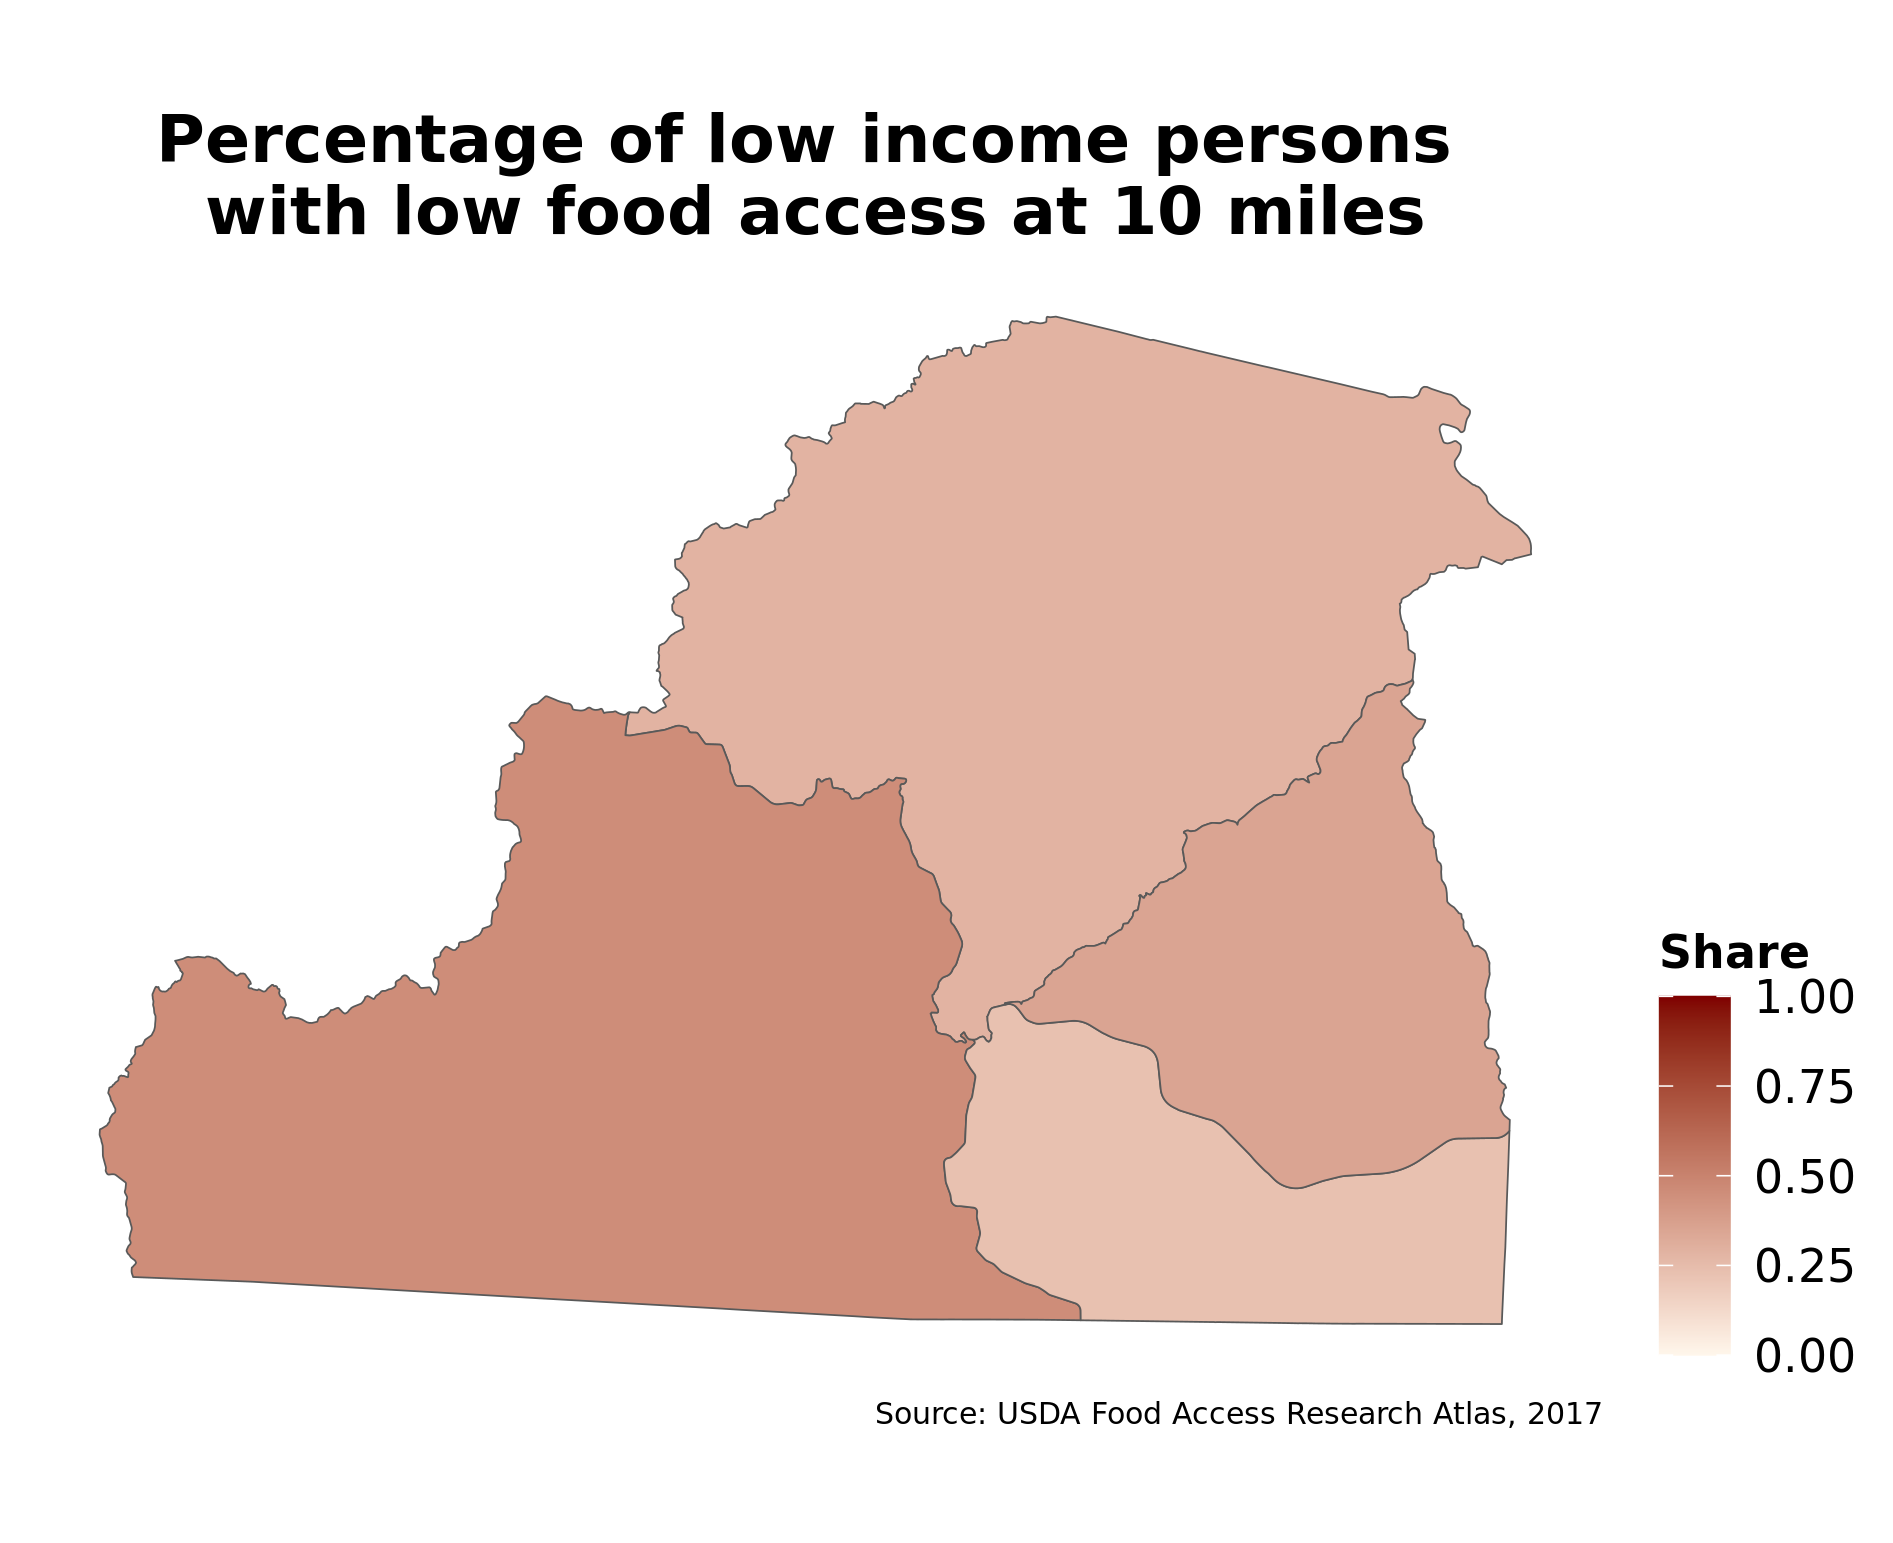 Percentage of low income persons
with low food access at 10 miles
Share
1.00
0.75
0.50
0.25
0.00
Source: USDA Food Access Research Atlas, 2017